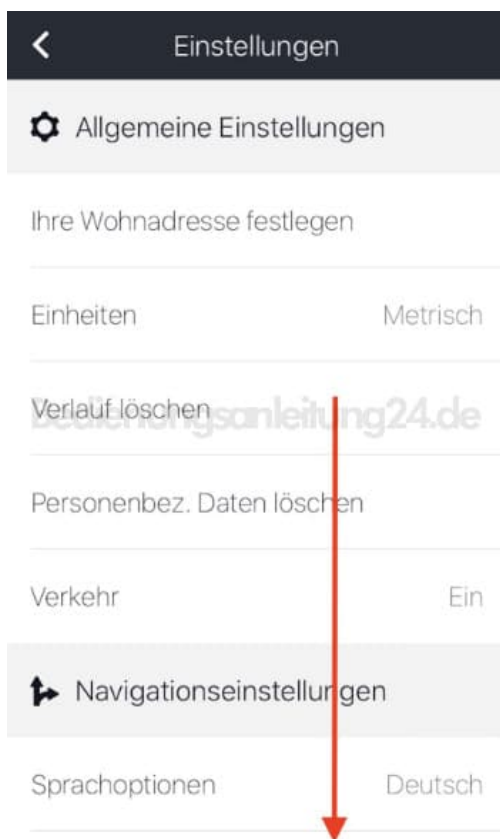 Einstellungen
Allgemeine Einstellungen
Ihre Wohnadresse festlegen
Einheiten Metrisch
Verlauf löschen
Bedienungsanleitung24.de
Personenbez. Daten löschen
Verkehr Ein
Navigationseinstellungen
Sprachoptionen Deutsch